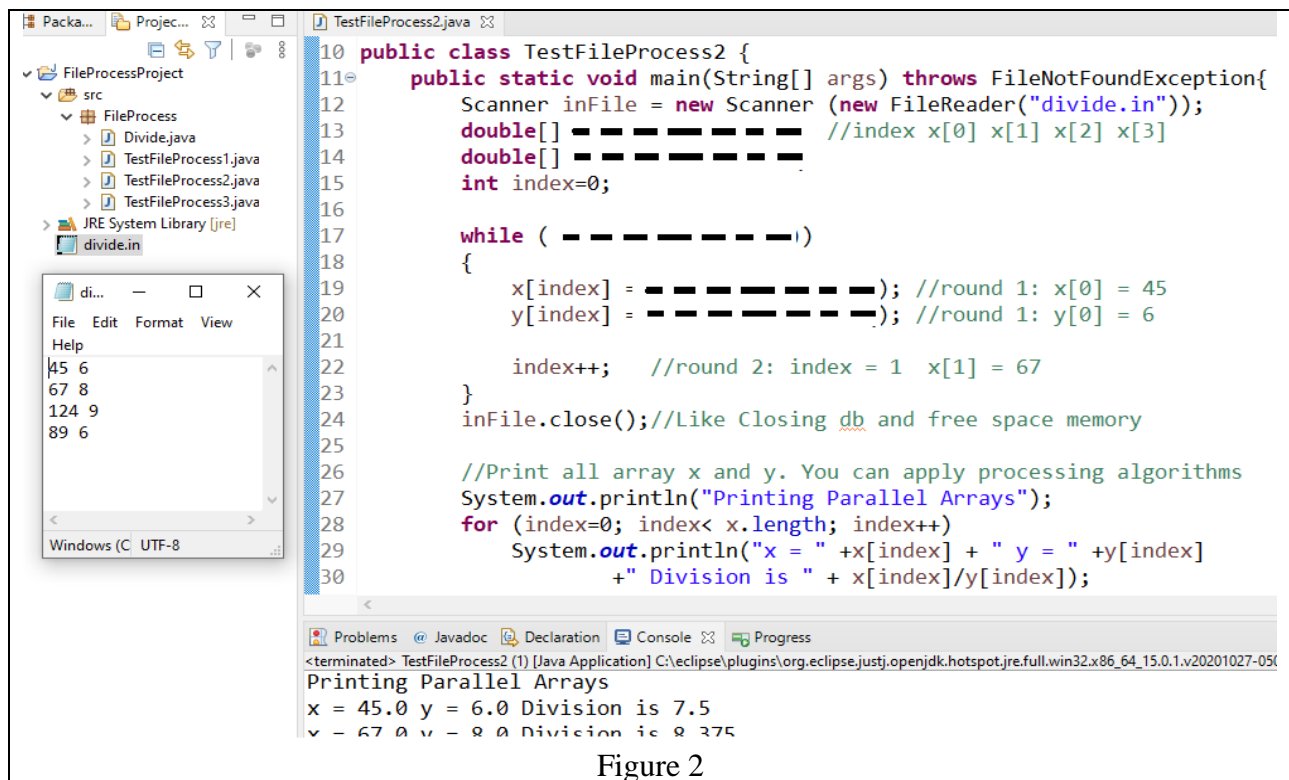 Packa...
Projec...
FileProcessProject
src
FileProcess
Divide.java
TestFileProcess1.java
TestFileProcess2.java
TestFileProcess3.java
JRE System Library [jre]
divide.in
di...
File Edit Format View
Help
45 6
67 8
124 9
89 6
Windows (C UTF-8
TestFileProcess2.java
10 public class TestFileProcess2 {
11 public static void main(String[] args) throws FileNotFoundException{
12 Scanner inFile = new Scanner (new FileReader("divide.in"));
13 double[] //index x[0] x[1] x[2] x[3]
14 double[]
15 int index=0;
16
17 while ( ))
18 {
19 x[index] = ); //round 1: x[0] = 45
20 y[index] = ); //round 1: y[0] = 6
21
22 index++; //round 2: index = 1 x[1] = 67
23 }
24 inFile.close();//Like Closing db and free space memory
25
26 //Print all array x and y. You can apply processing algorithms
27 System.out.println("Printing Parallel Arrays");
28 for (index=0; index< x.length; index++)
29 System.out.println("x = " +x[index] + " y = " +y[index]
30 +" Division is " + x[index]/y[index]);
Problems @ Javadoc Declaration Console Progress
<terminated> TestFileProcess2 (1) [Java Application] C:\eclipse\plugins\org.eclipse.justj.openjdk.hotspot.jre.full.win32.x86_64_15.0.1.v20201027-050
Printing Parallel Arrays
x = 45.0 y = 6.0 Division is 7.5
x = 67.0 y = 8.0 Division is 8.375
Figure 2